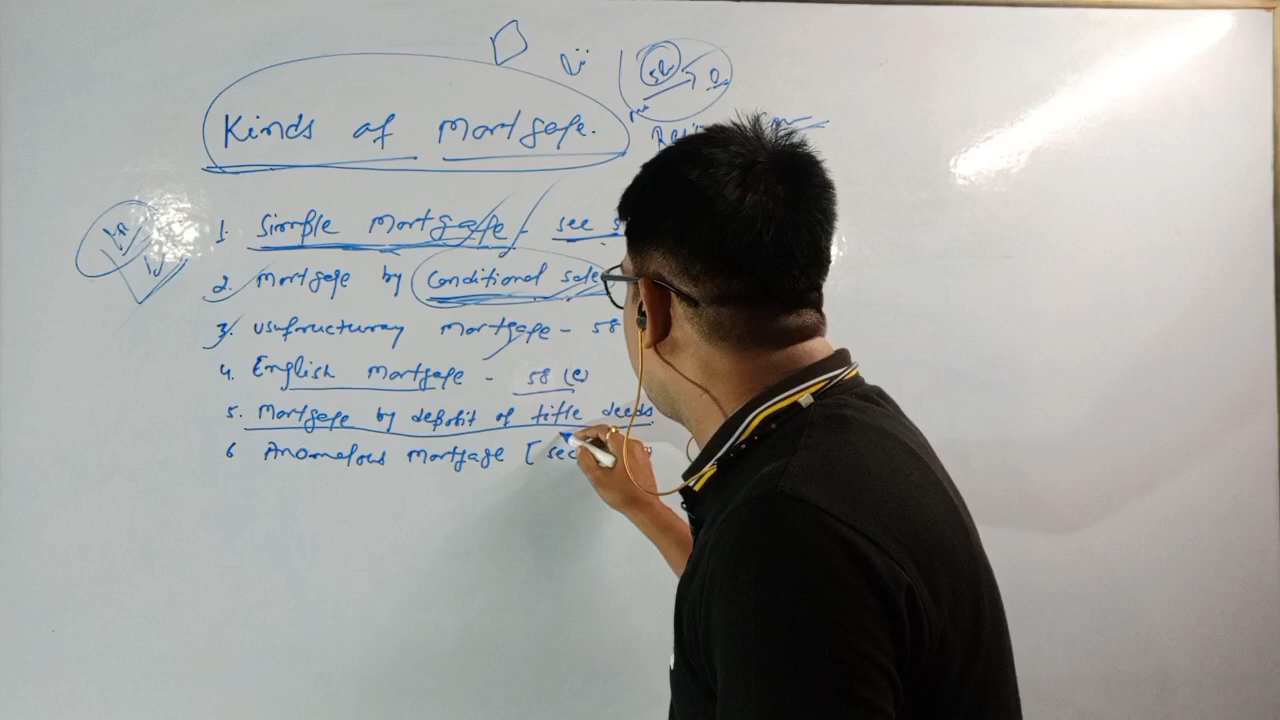 Kinds of Mortgage.
1. Simple Mortgage - see s
2. Mortgage by Conditional sale
3. Usufructuray Mortgage - 58
4. English Mortgage - 58 (e)
5. Mortgage by deposit of title deeds
6 Anomalous Mortgage [sec